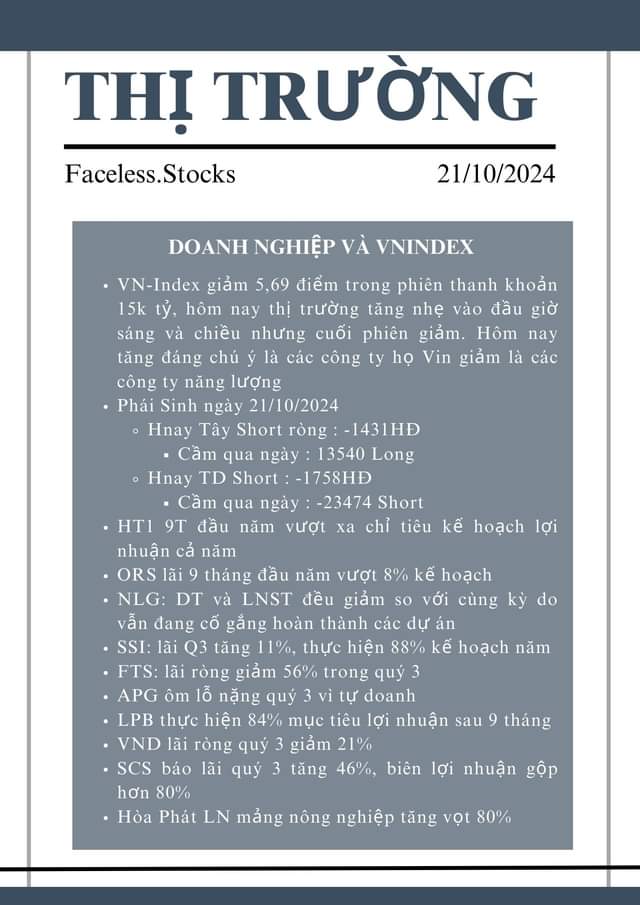 THỊ TRƯỜNG
Faceless.Stocks
21/10/2024
DOANH NGHIỆP VÀ VNINDEX
• VN-Index giảm 5,69 điểm trong phiên thanh khoản
15k tỷ, hôm nay thị trường tăng nhẹ vào đầu giờ
sáng và chiều nhưng cuối phiên giảm. Hôm nay
tăng đáng chú ý là các công ty họ Vin giảm là các
công ty năng lượng
• Phái Sinh ngày 21/10/2024
◦ Hnay Tây Short ròng : -1431HĐ
▪ Cầm qua ngày : 13540 Long
◦ Hnay TD Short : -1758HĐ
▪ Cầm qua ngày : -23474 Short
• HT1 9T đầu năm vượt xa chỉ tiêu kế hoạch lợi
nhuận cả năm
• ORS lãi 9 tháng đầu năm vượt 8% kế hoạch
• NLG: DT và LNST đều giảm so với cùng kỳ do
vẫn đang cố gắng hoàn thành các dự án
• SSI: lãi Q3 tăng 11%, thực hiện 88% kế hoạch năm
• FTS: lãi ròng giảm 56% trong quý 3
• APG ôm lỗ nặng quý 3 vì tự doanh
• LPB thực hiện 84% mục tiêu lợi nhuận sau 9 tháng
• VND lãi ròng quý 3 giảm 21%
• SCS báo lãi quý 3 tăng 46%, biên lợi nhuận gộp
hơn 80%
• Hòa Phát LN mảng nông nghiệp tăng vọt 80%